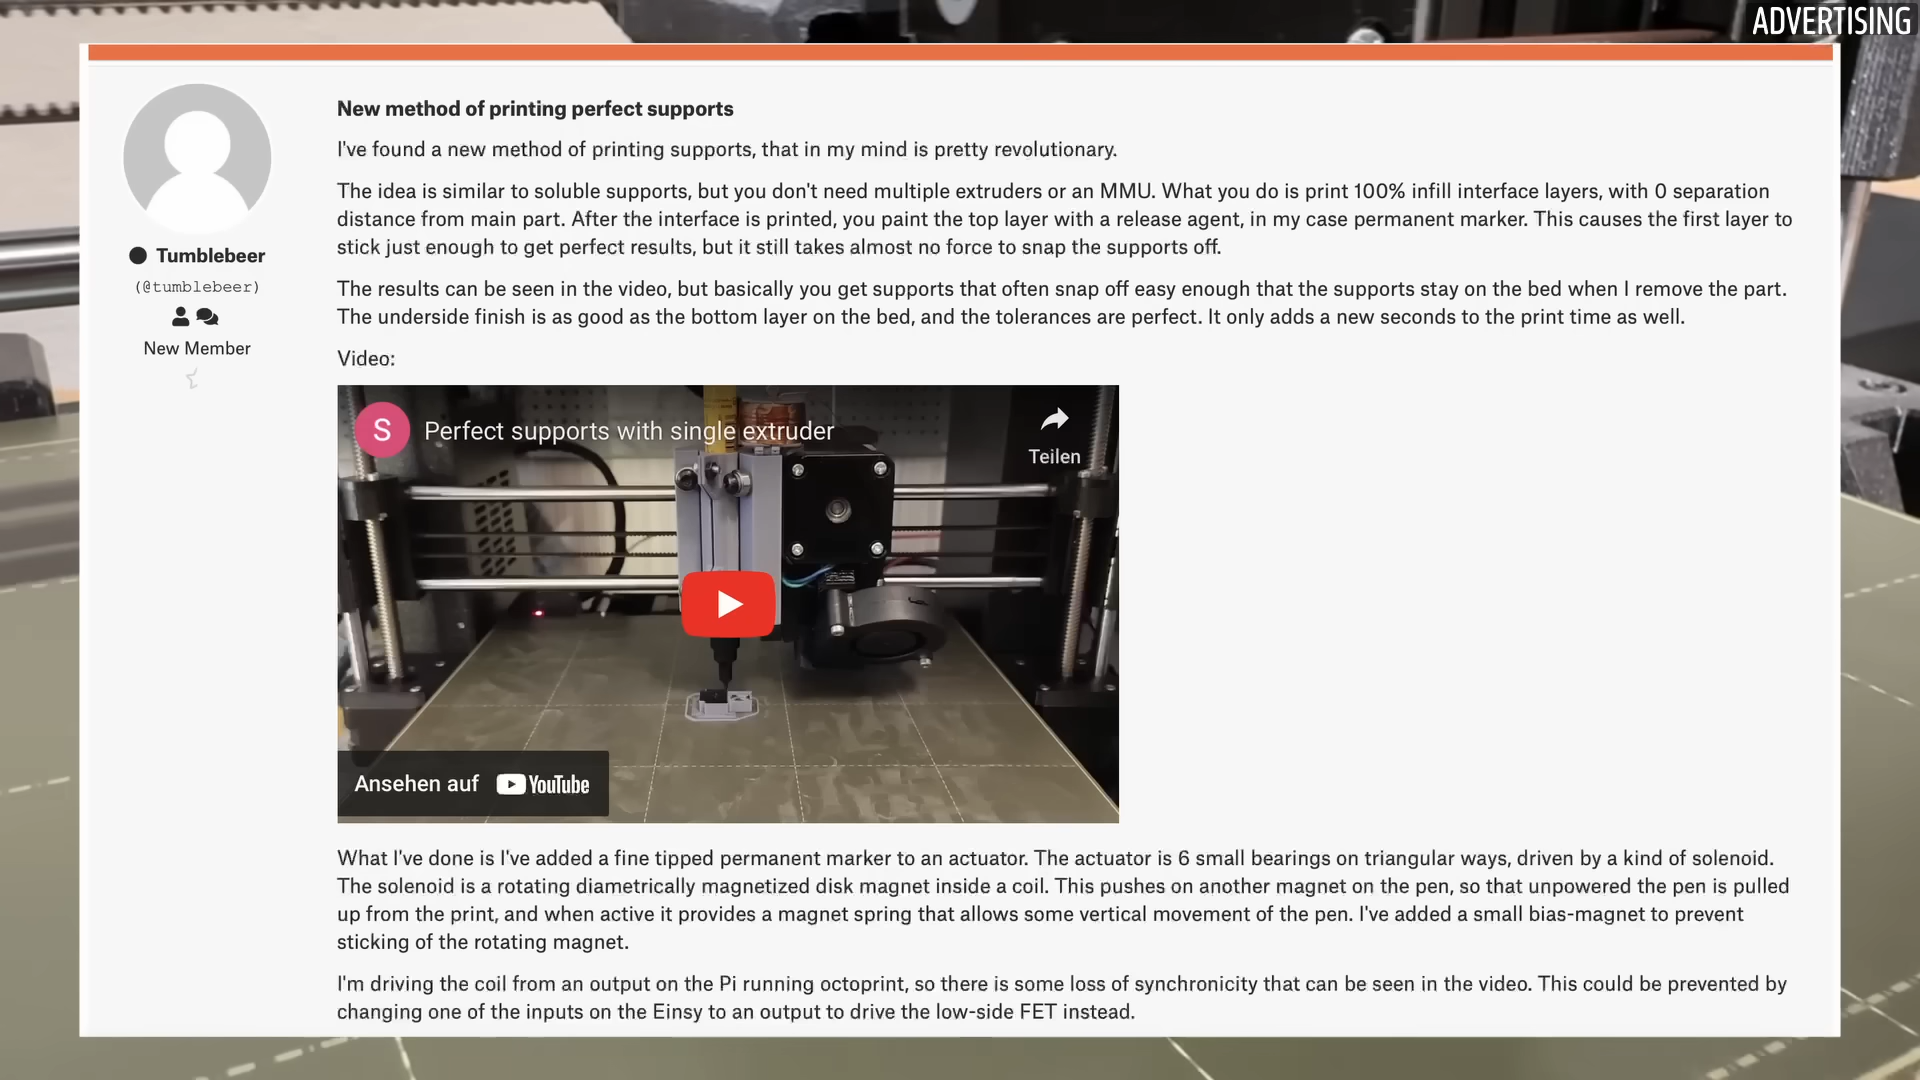 ADVERTISING
New method of printing perfect supports
I've found a new method of printing supports, that in my mind is pretty revolutionary.
The idea is similar to soluble supports, but you don't need multiple extruders or an MMU. What you do is print 100% infill interface layers, with 0 separation
distance from main part. After the interface is printed, you paint the top layer with a release agent, in my case permanent marker. This causes the first layer to
stick just enough to get perfect results, but it still takes almost no force to snap the supports off.
Tumblebeer
(@tumblebeer)
New Member
The results can be seen in the video, but basically you get supports that often snap off easy enough that the supports stay on the bed when I remove the part.
The underside finish is as good as the bottom layer on the bed, and the tolerances are perfect. It only adds a new seconds to the print time as well.
Video:
S
Perfect supports with single extruder
Teilen
Ansehen auf YouTube
What I've done is I've added a fine tipped permanent marker to an actuator. The actuator is 6 small bearings on triangular ways, driven by a kind of solenoid.
The solenoid is a rotating diametrically magnetized disk magnet inside a coil. This pushes on another magnet on the pen, so that unpowered the pen is pulled
up from the print, and when active it provides a magnet spring that allows some vertical movement of the pen. I've added a small bias-magnet to prevent
sticking of the rotating magnet.
I'm driving the coil from an output on the Pi running octoprint, so there is some loss of synchronicity that can be seen in the video. This could be prevented by
changing one of the inputs on the Einsy to an output to drive the low-side FET instead.